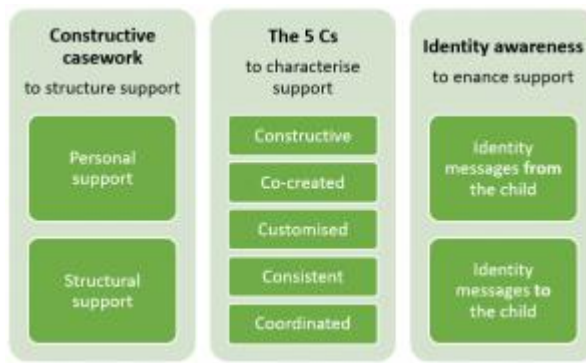 Constructive
casework
to structure support
Personal
support
Structural
support
The 5 Cs
to characterise
support
Constructive
Co-created
Customised
Consistent
Coordinated
Identity awareness
to enance support
Identity
messages from
the child
Identity
messages to
the child